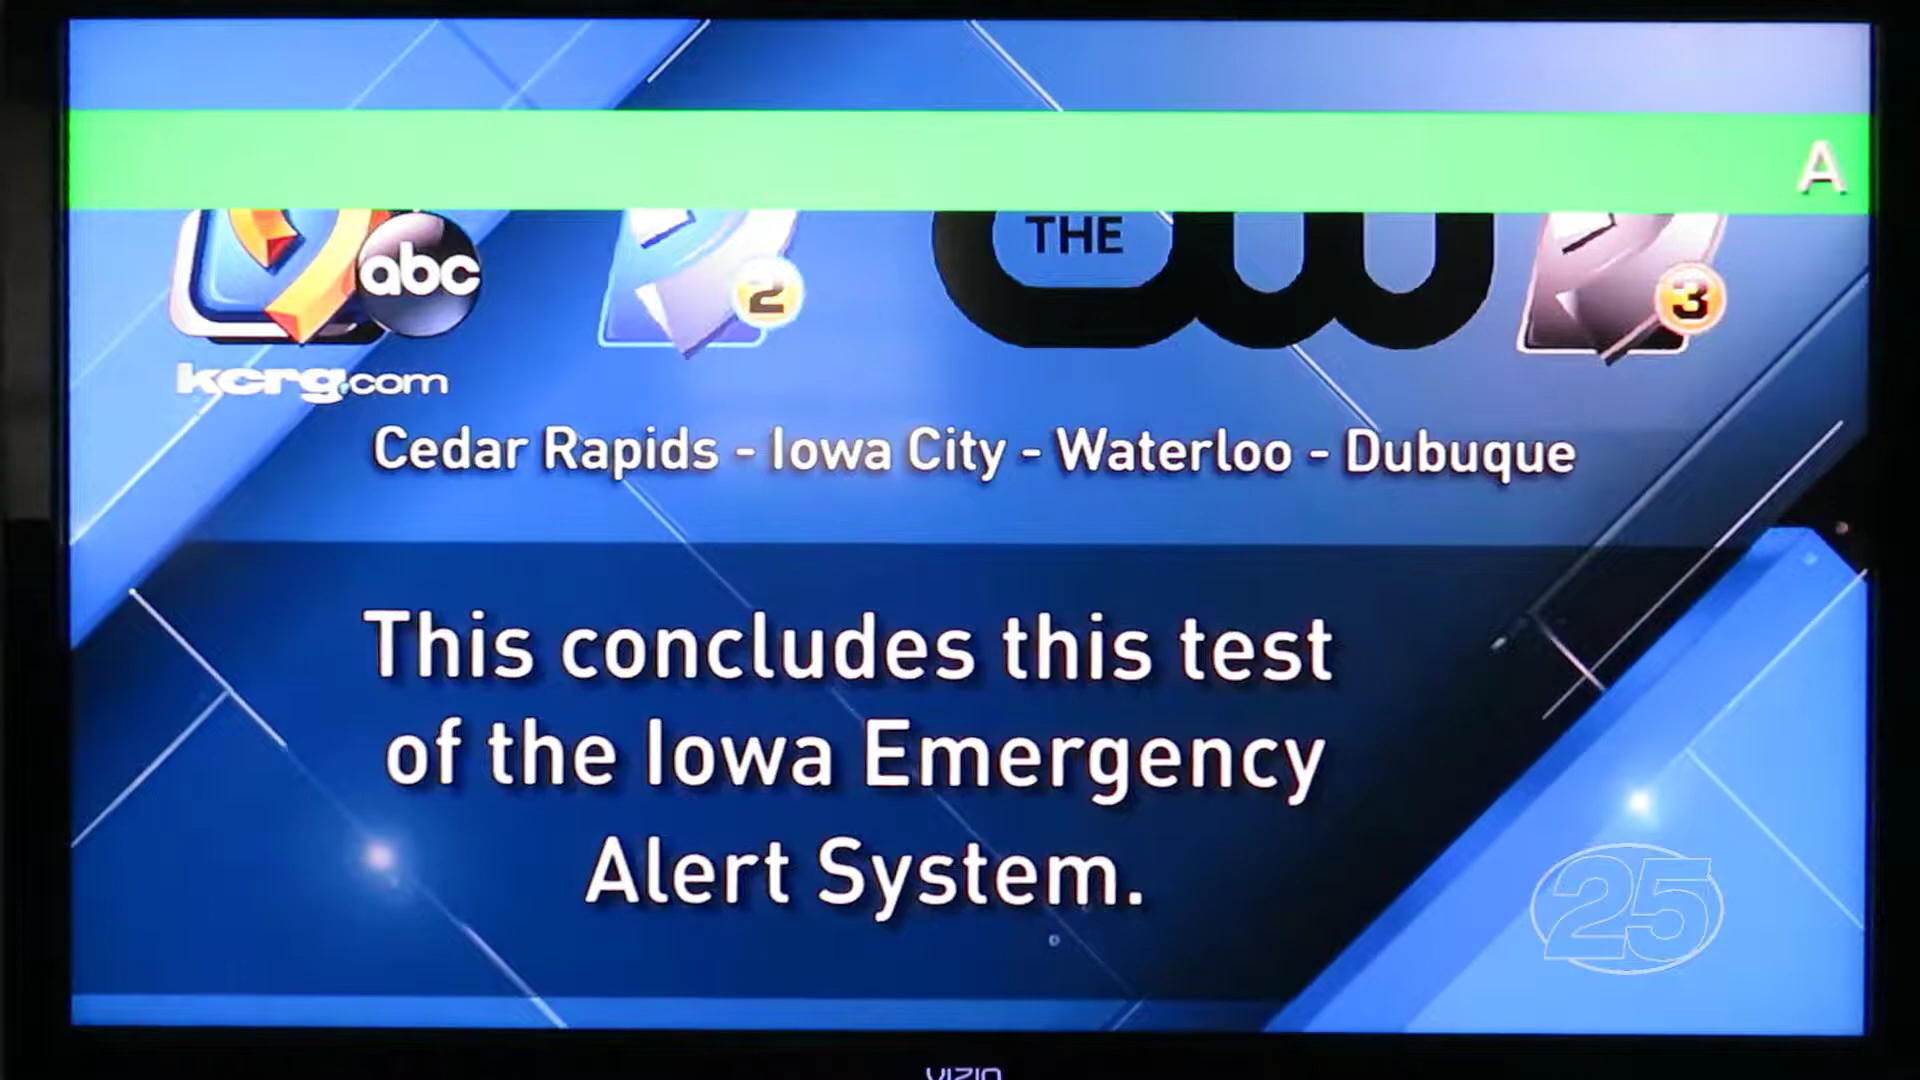 A
abc
2
THE CW
3
kcrg.com
Cedar Rapids - Iowa City - Waterloo - Dubuque
This concludes this test
of the Iowa Emergency
Alert System.
25
VIZIO